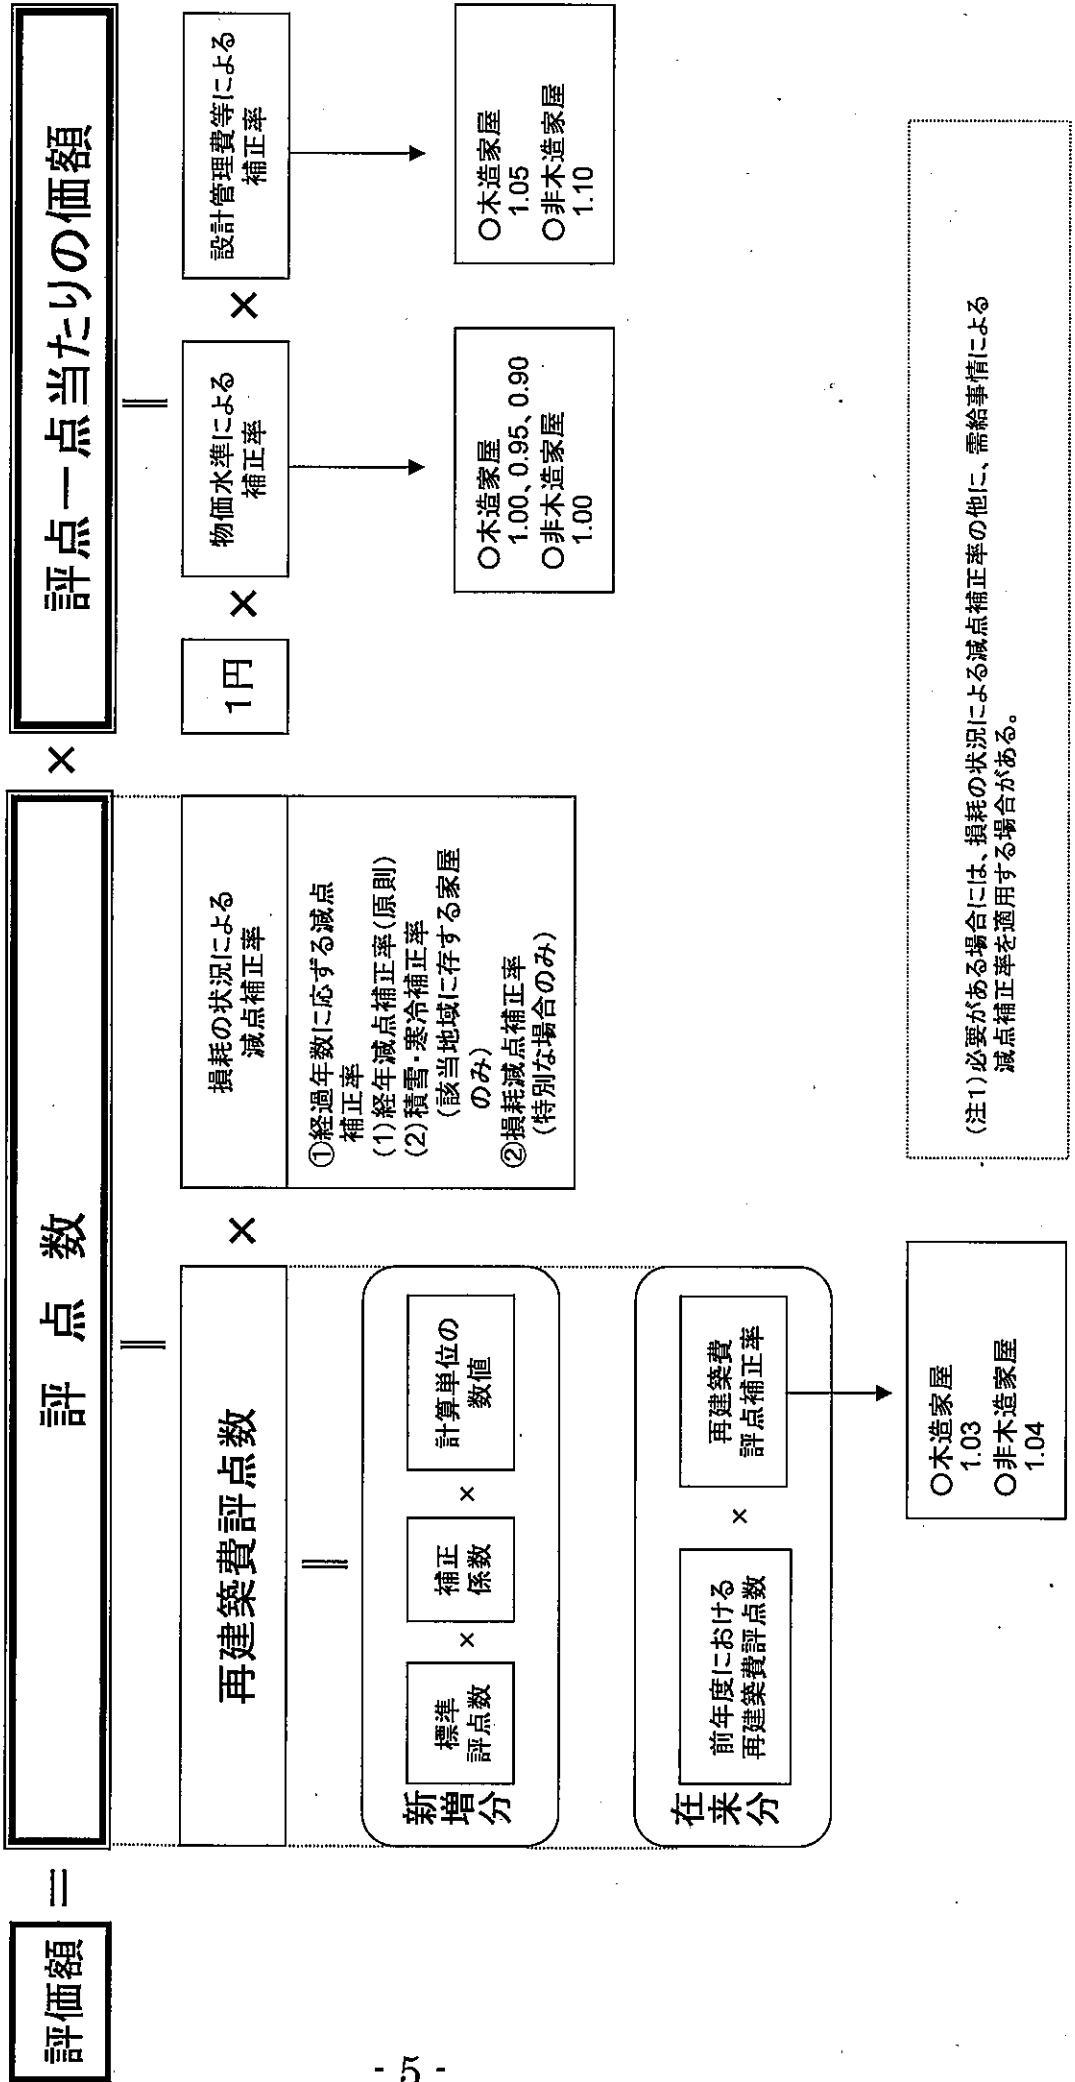 評価額 = 評 点 数 × 評点一点当たりの価額
=
再建築費評点数
×
損耗の状況による
減点補正率
①経過年数に応ずる減点
補正率
(1)経年減点補正率(原則)
(2)積雪・寒冷補正率
(該当地域に存する家屋
のみ)
②損耗減点補正率
(特別な場合のみ)
=
新増分
標準
評点数
×
補正
係数
×
計算単位の
数値
在来分
前年度における
再建築費評点数
×
再建築費
評点補正率
○木造家屋
1.03
○非木造家屋
1.04
=
1円
×
物価水準による
補正率
×
設計管理費等による
補正率
○木造家屋
1.00、0.95、0.90
○非木造家屋
1.00
○木造家屋
1.05
○非木造家屋
1.10
(注1)必要がある場合には、損耗の状況による減点補正率の他に、需給事情による
減点補正率を適用する場合がある。
- 5 -